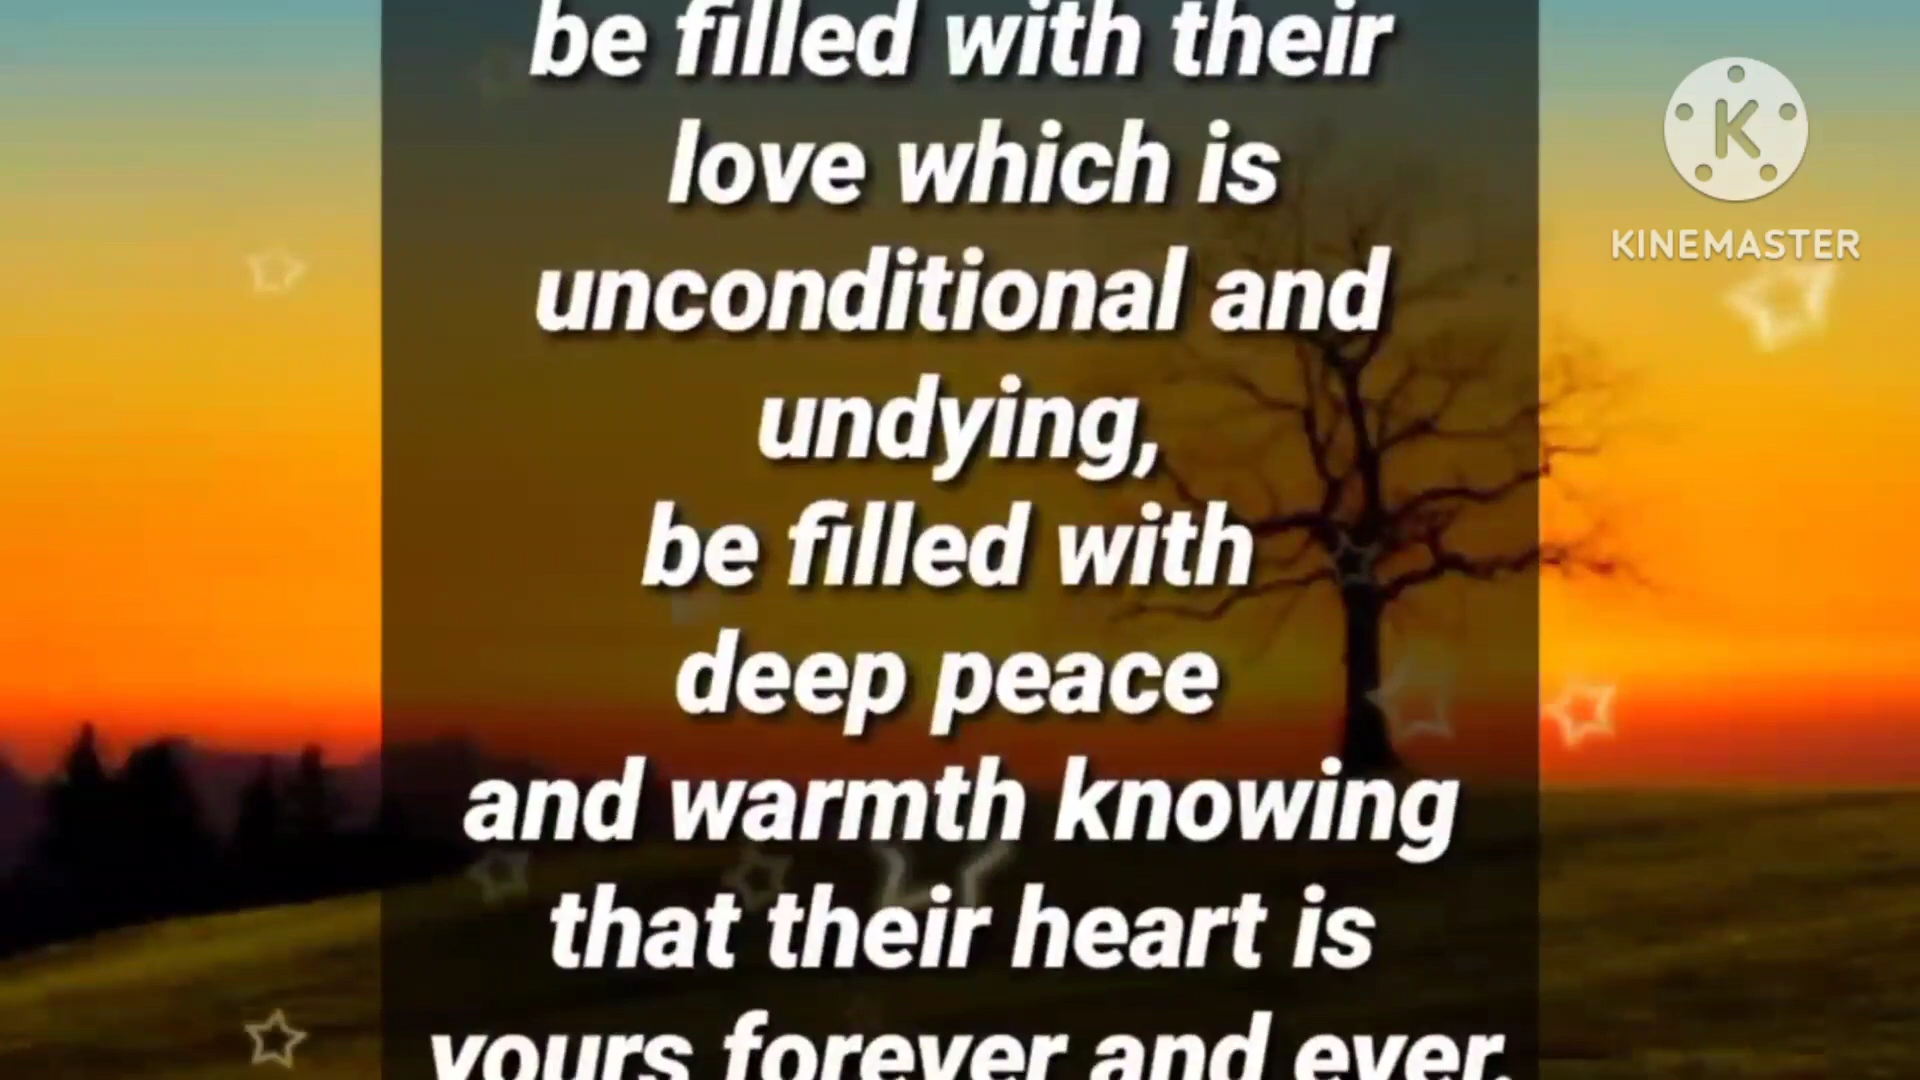 be filled with their
love which is
unconditional and
undying,
be filled with
deep peace
and warmth knowing
that their heart is
yours forever and ever.
K
KINEMASTER